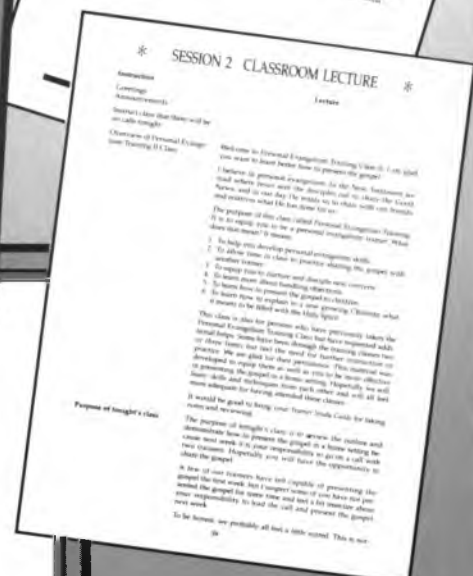 * SESSION 2 CLASSROOM LECTURE *
Instruction
Lecture
Greetings
Announcements
Instruct class that there will be
no calls tonight
Overview of Personal Evange-
lism Training II Class
Welcome to Personal Evangelism Training Class II. I am glad
you want to learn better how to present the gospel.
I believe in personal evangelism. In the New Testament we
read where Jesus sent the disciples out to share the Good
News, and in our day He wants us to share with our friends
and relatives what He has done for us.
The purpose of this class called Personal Evangelism Training
II is to equip you to be a personal evangelism trainer. What
does that mean? It means:
1. To help you develop personal evangelism skills.
2. To allow time in class to practice sharing the gospel with
another trainer.
3. To equip you to nurture and disciple new converts.
4. To learn more about handling objections.
5. To learn how to present the gospel to children.
6. To learn how to explain to a new growing Christian what
it means to be filled with the Holy Spirit.
This class is also for persons who have previously taken the
Personal Evangelism Training Class but have requested addi-
tional helps. Some have been through the training classes two
or three times, but feel the need for further instruction or
practice. We are glad for their persistence. This material was
developed to equip them as well as you to be more effective
in presenting the gospel in a home setting. Hopefully we will
learn skills and techniques from each other and will all feel
more adequate for having attended these classes.
It would be good to bring your Trainer Study Guide for taking
notes and reviewing.
Purpose of tonight's class
The purpose of tonight's class is to review the outline and
demonstrate how to present the gospel in a home setting be-
cause next week it is your responsibility to go on a call with
two trainees. Hopefully you will have the opportunity to
share the gospel.
A few of our trainers have felt capable of presenting the
gospel the first week, but I suspect some of you have not pre-
sented the gospel for some time and feel a bit insecure about
your responsibility to lead the call and present the gospel
next week.
To be honest, we probably all feel a little scared. This is nor-